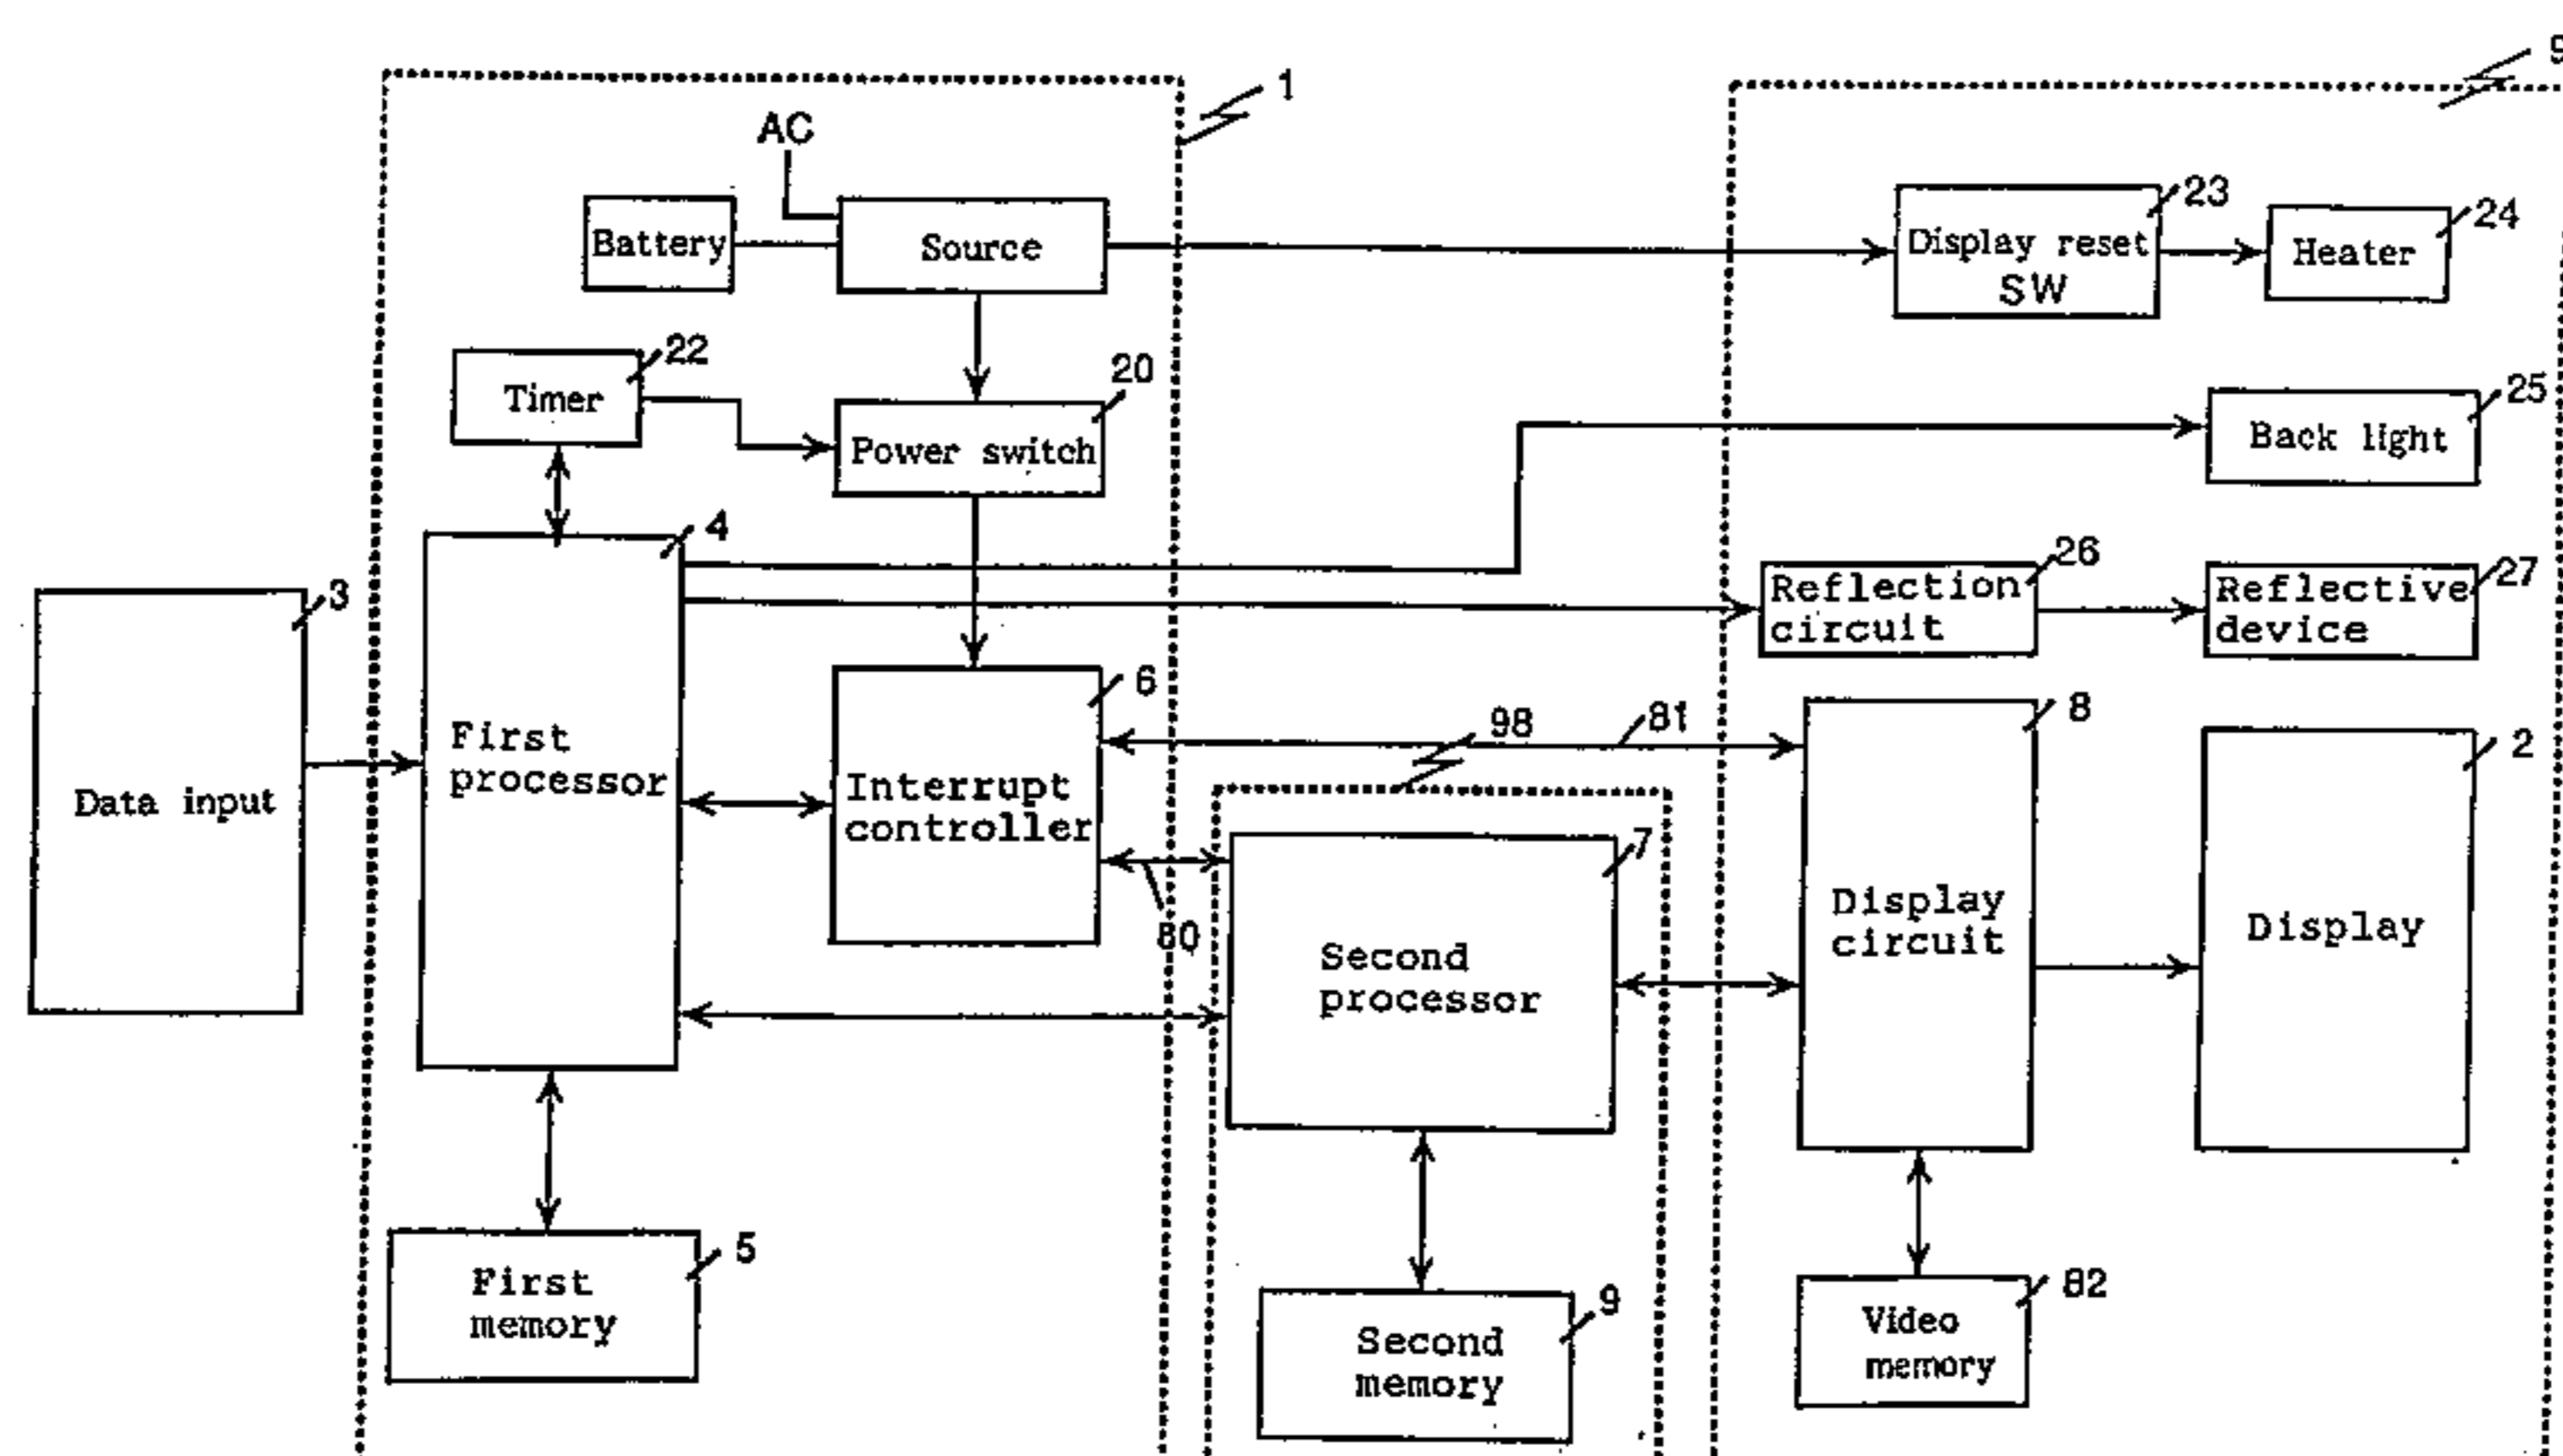 1
9
AC
Battery
Source
23
Display reset
SW
24
Heater
22
Timer
20
Power switch
25
Back light
4
First
processor
3
Data input
26
Reflection
circuit
27
Reflective
device
6
Interrupt
controller
98
81
80
7
Second
processor
8
Display
circuit
2
Display
5
First
memory
9
Second
memory
82
Video
memory